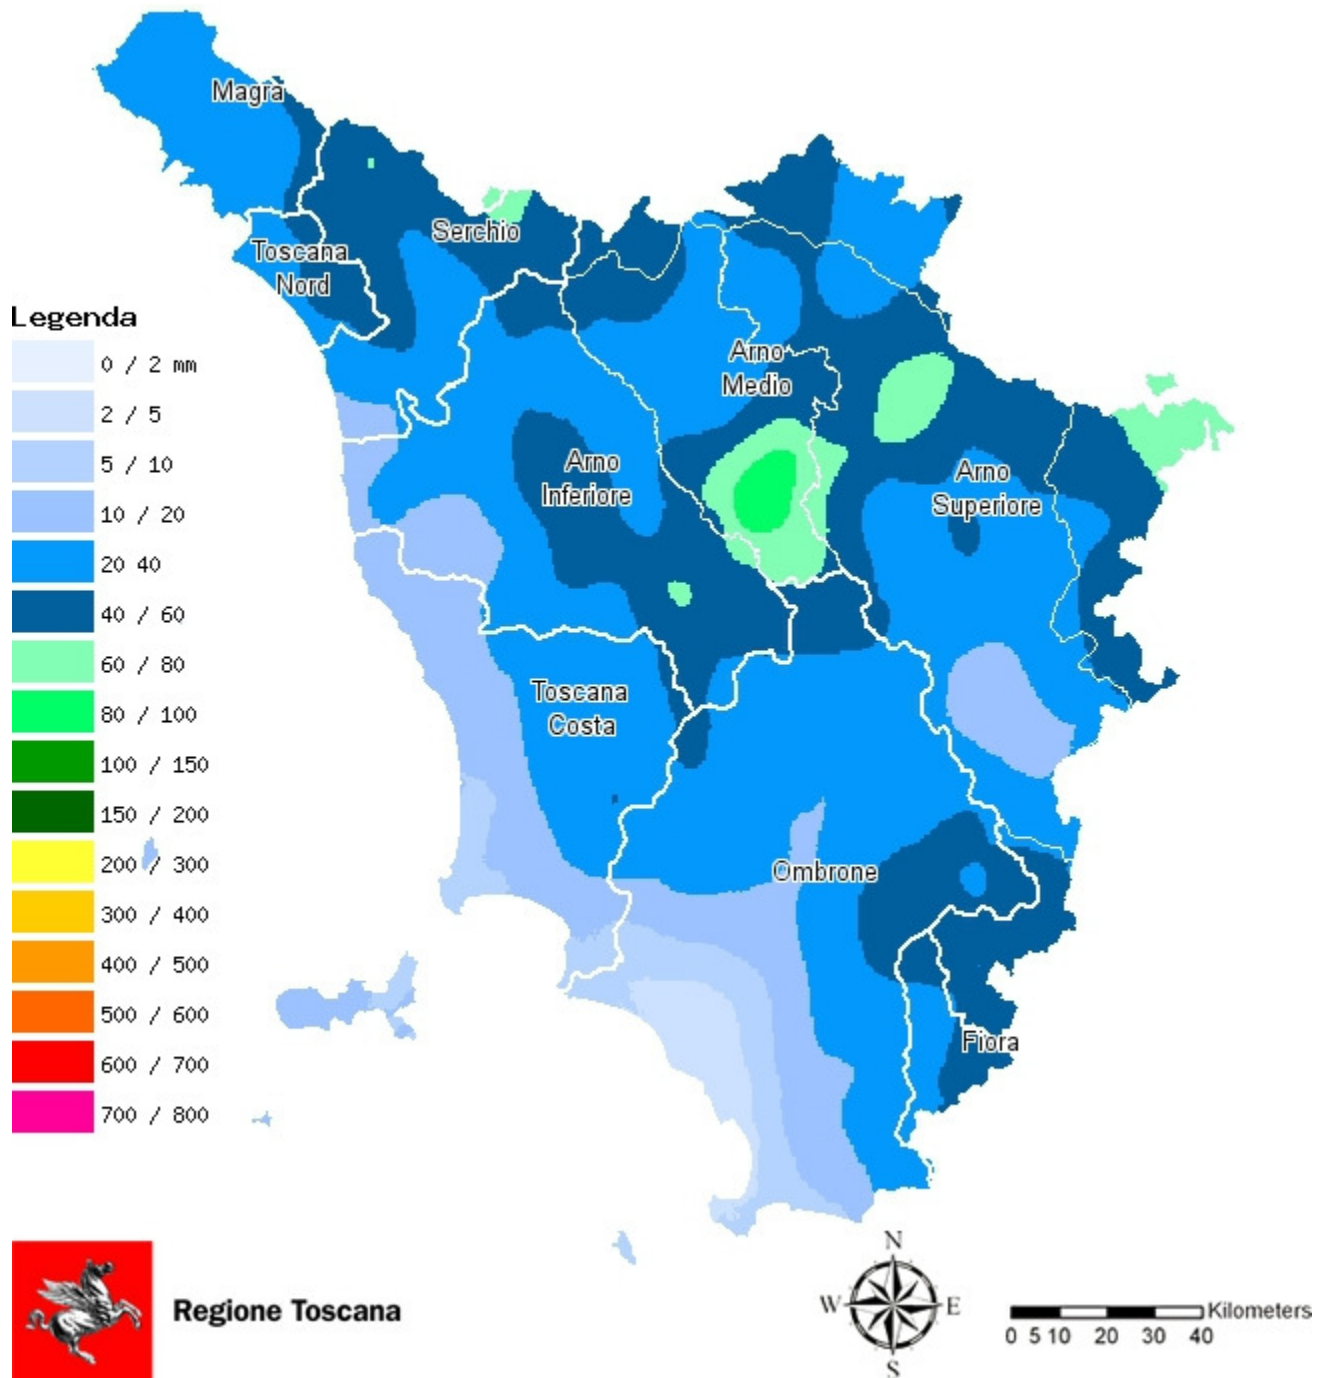 Magra
Serchio
Toscana
Nord
Legenda
0 / 2 mm
2 / 5
5 / 10
10 / 20
20 40
40 / 60
60 / 80
80 / 100
100 / 150
150 / 200
200 / 300
300 / 400
400 / 500
500 / 600
600 / 700
700 / 800
Arno
Medio
Arno
Inferiore
Arno
Superiore
Toscana
Costa
Ombrone
Fiora
Regione Toscana
N
W E
S
Kilometers
0 5 10 20 30 40